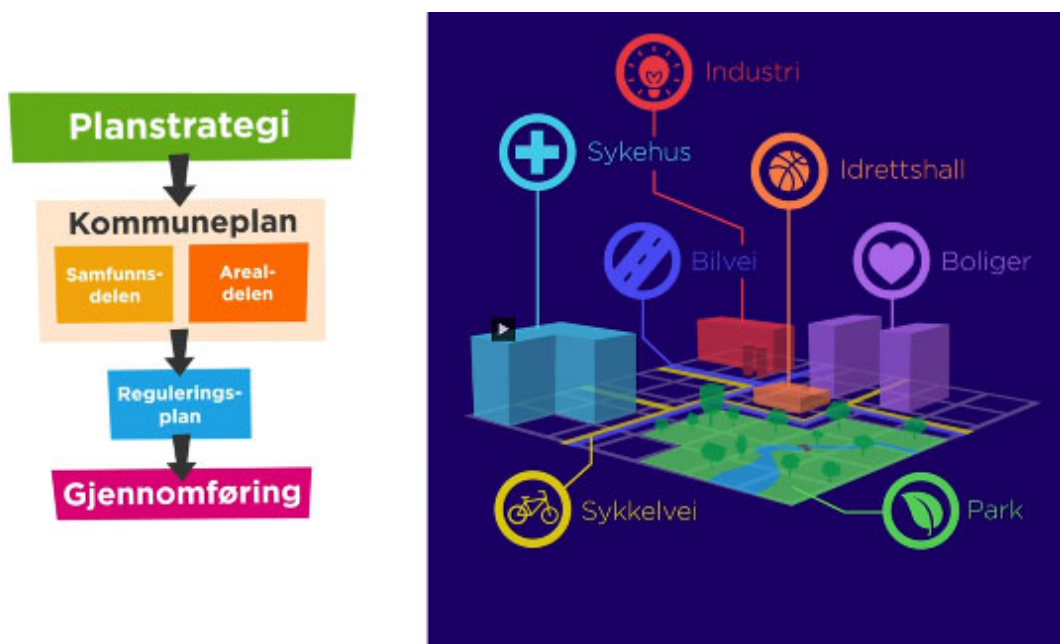 Planstrategi
Kommuneplan
Samfunns-
delen
Areal-
delen
Regulerings-
plan
Gjennomføring
Industri
Sykehus
Idrettshall
Bilvei
Boliger
Sykkelvei
Park